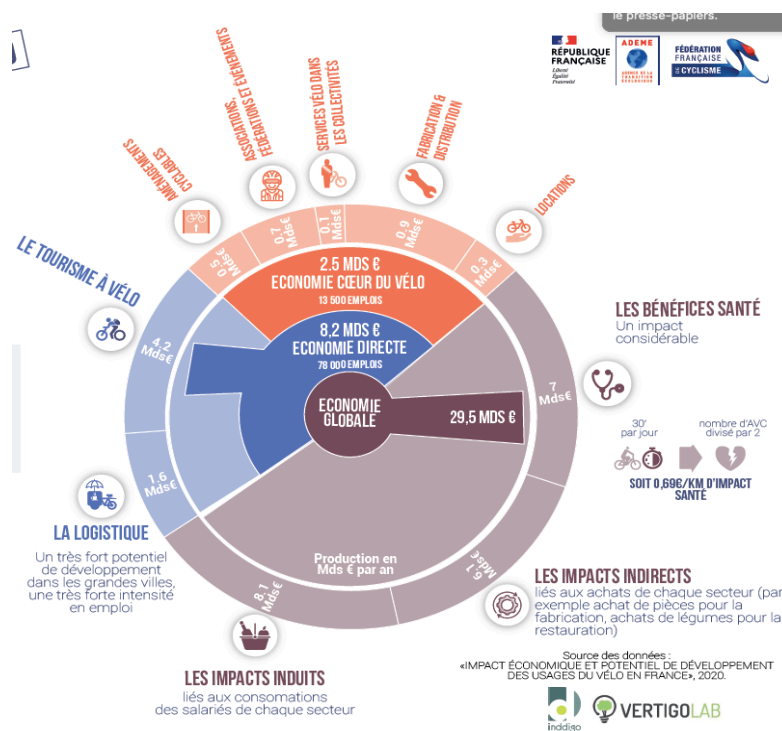 le presse-papiers.
RÉPUBLIQUE
FRANÇAISE
Liberté
Égalité
Fraternité
ADEME
AGENCE DE LA
TRANSITION
ÉCOLOGIQUE
FÉDÉRATION
FRANÇAISE
DE CYCLISME
AMÉNAGEMENTS
CYCLABLES
ASSOCIATIONS,
FÉDÉRATIONS ET ÉVÉNEMENTS
SERVICES VÉLO DANS
LES COLLECTIVITÉS
FABRICATION &
DISTRIBUTION
LOCATIONS
0.5
Mds€
0.7
Mds€
0.1
Mds€
0.9
Mds€
0.3
Mds€
LE TOURISME À VÉLO
4,2
Mds€
2.5 MDS €
ECONOMIE CŒUR DU VÉLO
13 500 EMPLOIS
8,2 MDS €
ECONOMIE DIRECTE
78 000 EMPLOIS
ECONOMIE
GLOBALE
29,5 MDS €
LES BÉNÉFICES SANTÉ
Un impact
considérable
7
Mds€
30'
par jour
nombre d'AVC
divisé par 2
SOIT 0,69€/KM D'IMPACT
SANTÉ
1.6
Mds€
LA LOGISTIQUE
Un très fort potentiel
de développement
dans les grandes villes,
une très forte intensité
en emploi
Production en
Mds € par an
8,1
Mds€
6,1
Mds€
LES IMPACTS INDIRECTS
liés aux achats de chaque secteur (par
exemple achat de pièces pour la
fabrication, achats de légumes pour la
restauration)
LES IMPACTS INDUITS
liés aux consomations
des salariés de chaque secteur
Source des données :
«IMPACT ÉCONOMIQUE ET POTENTIEL DE DÉVELOPPEMENT
DES USAGES DU VÉLO EN FRANCE», 2020.
inddigo
VERTIGOLAB